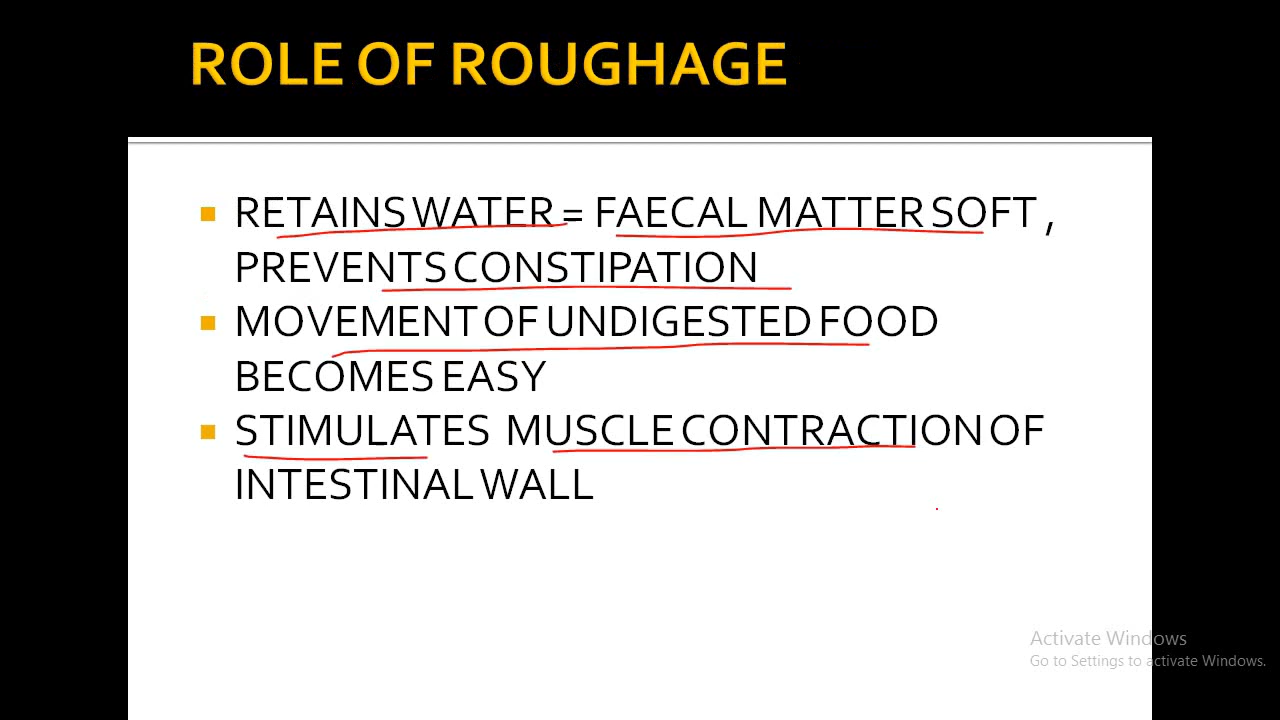 ROLE OF ROUGHAGE
RETAINS WATER = FAECAL MATTER SOFT ,
PREVENTS CONSTIPATION
MOVEMENT OF UNDIGESTED FOOD
BECOMES EASY
STIMULATES MUSCLE CONTRACTION OF
INTESTINAL WALL
Activate Windows
Go to Settings to activate Windows.